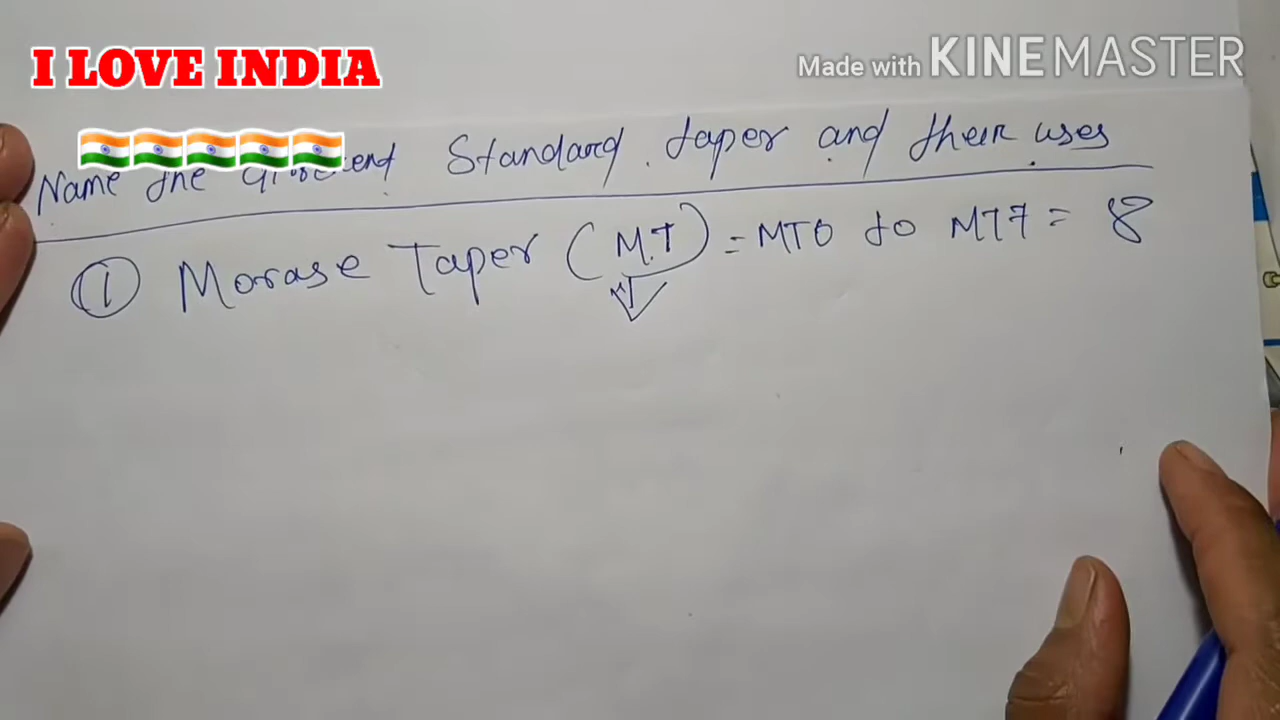 I LOVE INDIA
Made with KINEMASTER
Name the different Standard taper and their uses
① Morase Taper (M.T) = MT0 to MT7 = 8